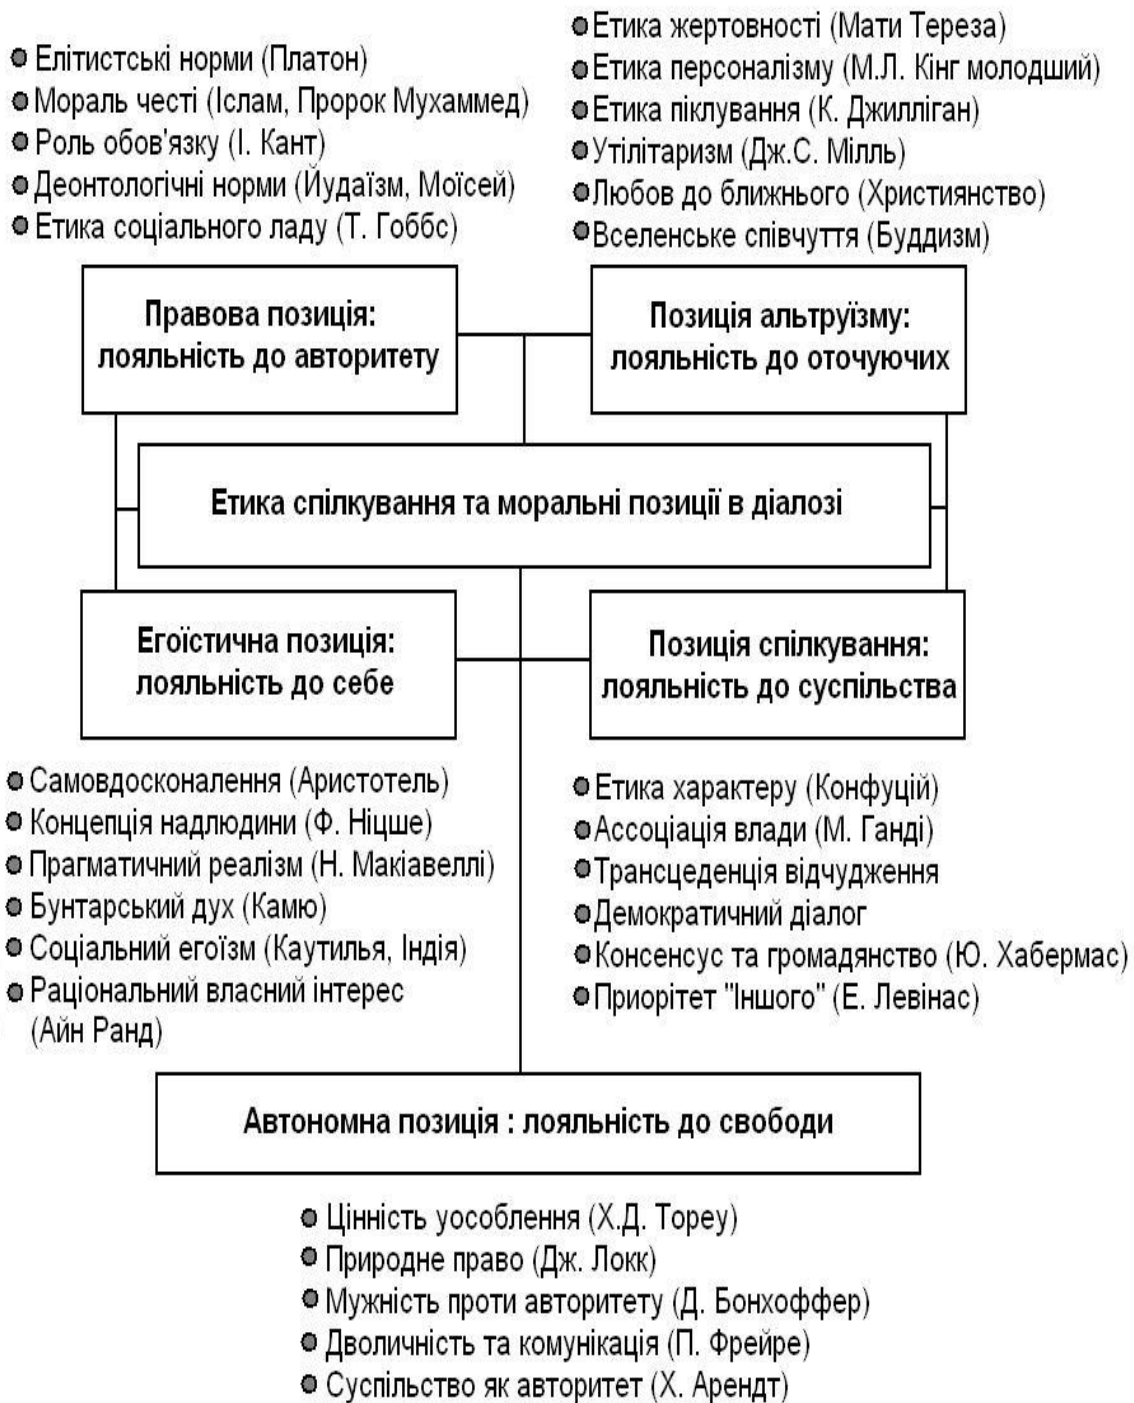 Елітистські норми (Платон)
Мораль честі (Іслам, Пророк Мухаммед)
Роль обов'язку (І. Кант)
Деонтологічні норми (Йудаїзм, Моїсей)
Етика соціального ладу (Т. Гоббс)
Етика жертовності (Мати Тереза)
Етика персоналізму (М.Л. Кінг молодший)
Етика піклування (К. Джилліган)
Утілітаризм (Дж.С. Мілль)
Любов до ближнього (Християнство)
Вселенське співчуття (Буддизм)
Правова позиція:
лояльність до авторитету
Позиція альтруїзму:
лояльність до оточуючих
Етика спілкування та моральні позиції в діалозі
Егоїстична позиція:
лояльність до себе
Позиція спілкування:
лояльність до суспільства
Самовдосконалення (Аристотель)
Концепція надлюдини (Ф. Ніцше)
Прагматичний реалізм (Н. Макіавеллі)
Бунтарський дух (Камю)
Соціальний егоїзм (Каутилья, Індія)
Раціональний власний інтерес
(Айн Ранд)
Етика характеру (Конфуцій)
Ассоціація влади (М. Ганді)
Трансцеденція відчудження
Демократичний діалог
Консенсус та громадянство (Ю. Хабермас)
Приорітет "Іншого" (Е. Левінас)
Автономна позиція : лояльність до свободи
Цінність уособлення (Х.Д. Тореу)
Природне право (Дж. Локк)
Мужність проти авторитету (Д. Бонхоффер)
Дволичність та комунікація (П. Фрейре)
Суспільство як авторитет (Х. Арендт)